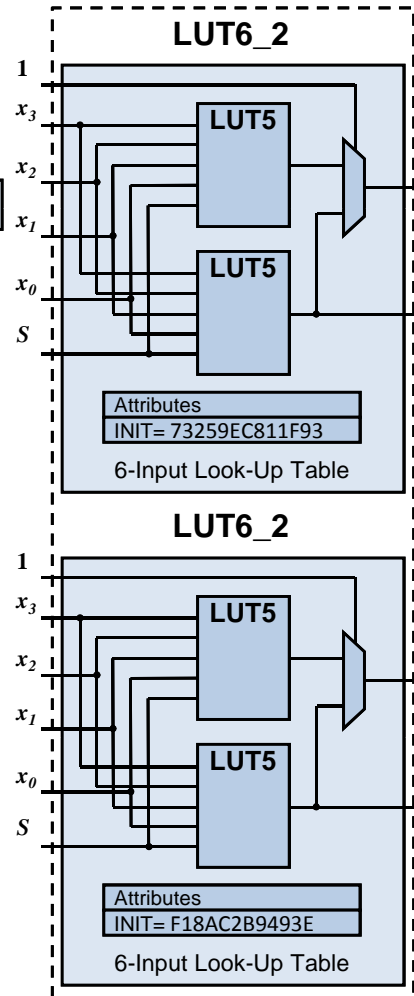 LUT6_2
1
x3
LUT5
x2
x1
LUT5
x0
S
Attributes
INIT= 73259EC811F93
6-Input Look-Up Table
LUT6_2
1
x3
LUT5
x2
x1
LUT5
x0
S
Attributes
INIT= F18AC2B9493E
6-Input Look-Up Table